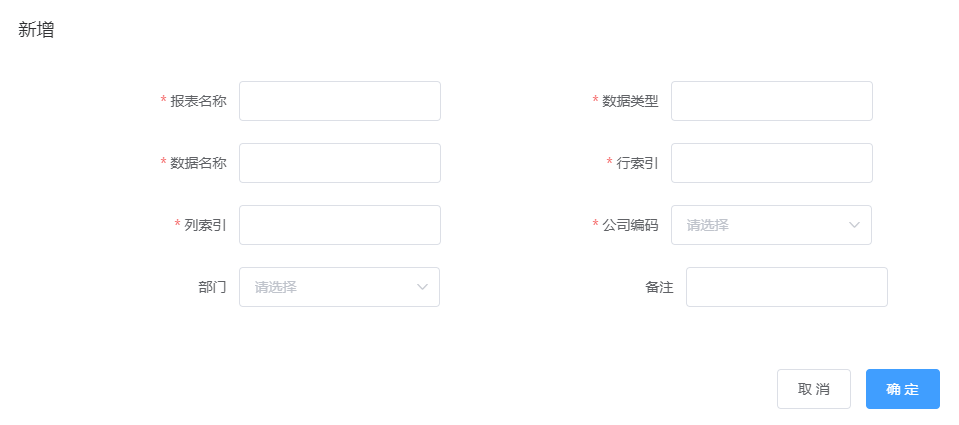 新增
* 报表名称
* 数据类型
* 数据名称
* 行索引
* 列索引
* 公司编码 请选择
部门 请选择
备注
取 消
确 定